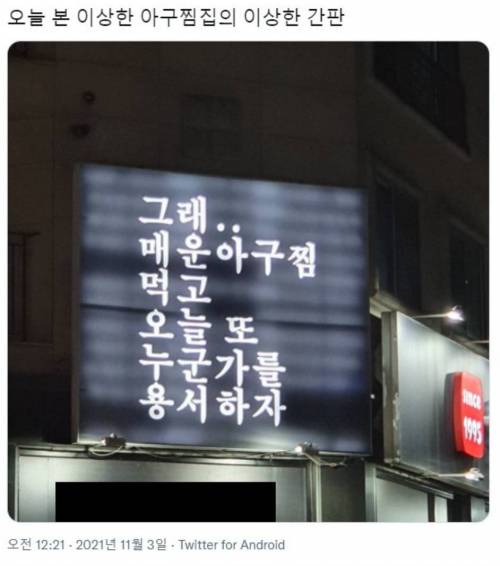 오늘 본 이상한 아구찜집의 이상한 간판
그래..
매운아구찜
먹고
오늘 또
누군가를
용서하자
since
1995
오전 12:21 · 2021년 11월 3일 · Twitter for Android